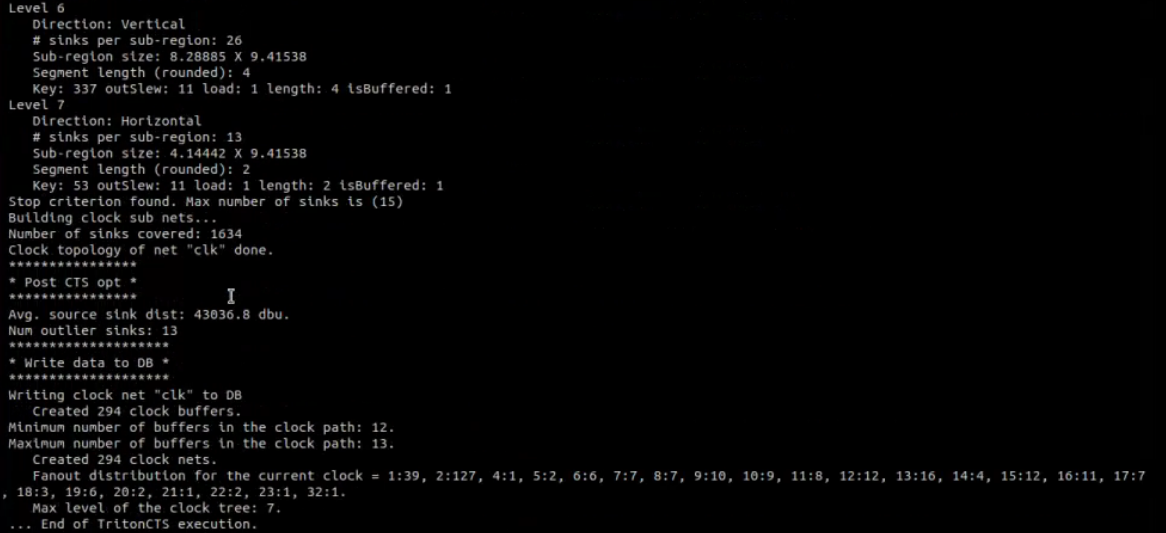 Level 6
Direction: Vertical
# sinks per sub-region: 26
Sub-region size: 8.28885 X 9.41538
Segment length (rounded): 4
Key: 337 outSlew: 11 load: 1 length: 4 isBuffered: 1
Level 7
Direction: Horizontal
# sinks per sub-region: 13
Sub-region size: 4.14442 X 9.41538
Segment length (rounded): 2
Key: 53 outSlew: 11 load: 1 length: 2 isBuffered: 1
Stop criterion found. Max number of sinks is (15)
Building clock sub nets...
Number of sinks covered: 1634
Clock topology of net "clk" done.
****************
* Post CTS opt *
****************
Avg. source sink dist: 43036.8 dbu.
Num outlier sinks: 13
********************
* Write data to DB *
********************
Writing clock net "clk" to DB
Created 294 clock buffers.
Minimum number of buffers in the clock path: 12.
Maximum number of buffers in the clock path: 13.
Created 294 clock nets.
Fanout distribution for the current clock = 1:39, 2:127, 4:1, 5:2, 6:6, 7:7, 8:7, 9:10, 10:9, 11:8, 12:12, 13:16, 14:4, 15:12, 16:11, 17:7
, 18:3, 19:6, 20:2, 21:1, 22:2, 23:1, 32:1.
Max level of the clock tree: 7.
... End of TritonCTS execution.